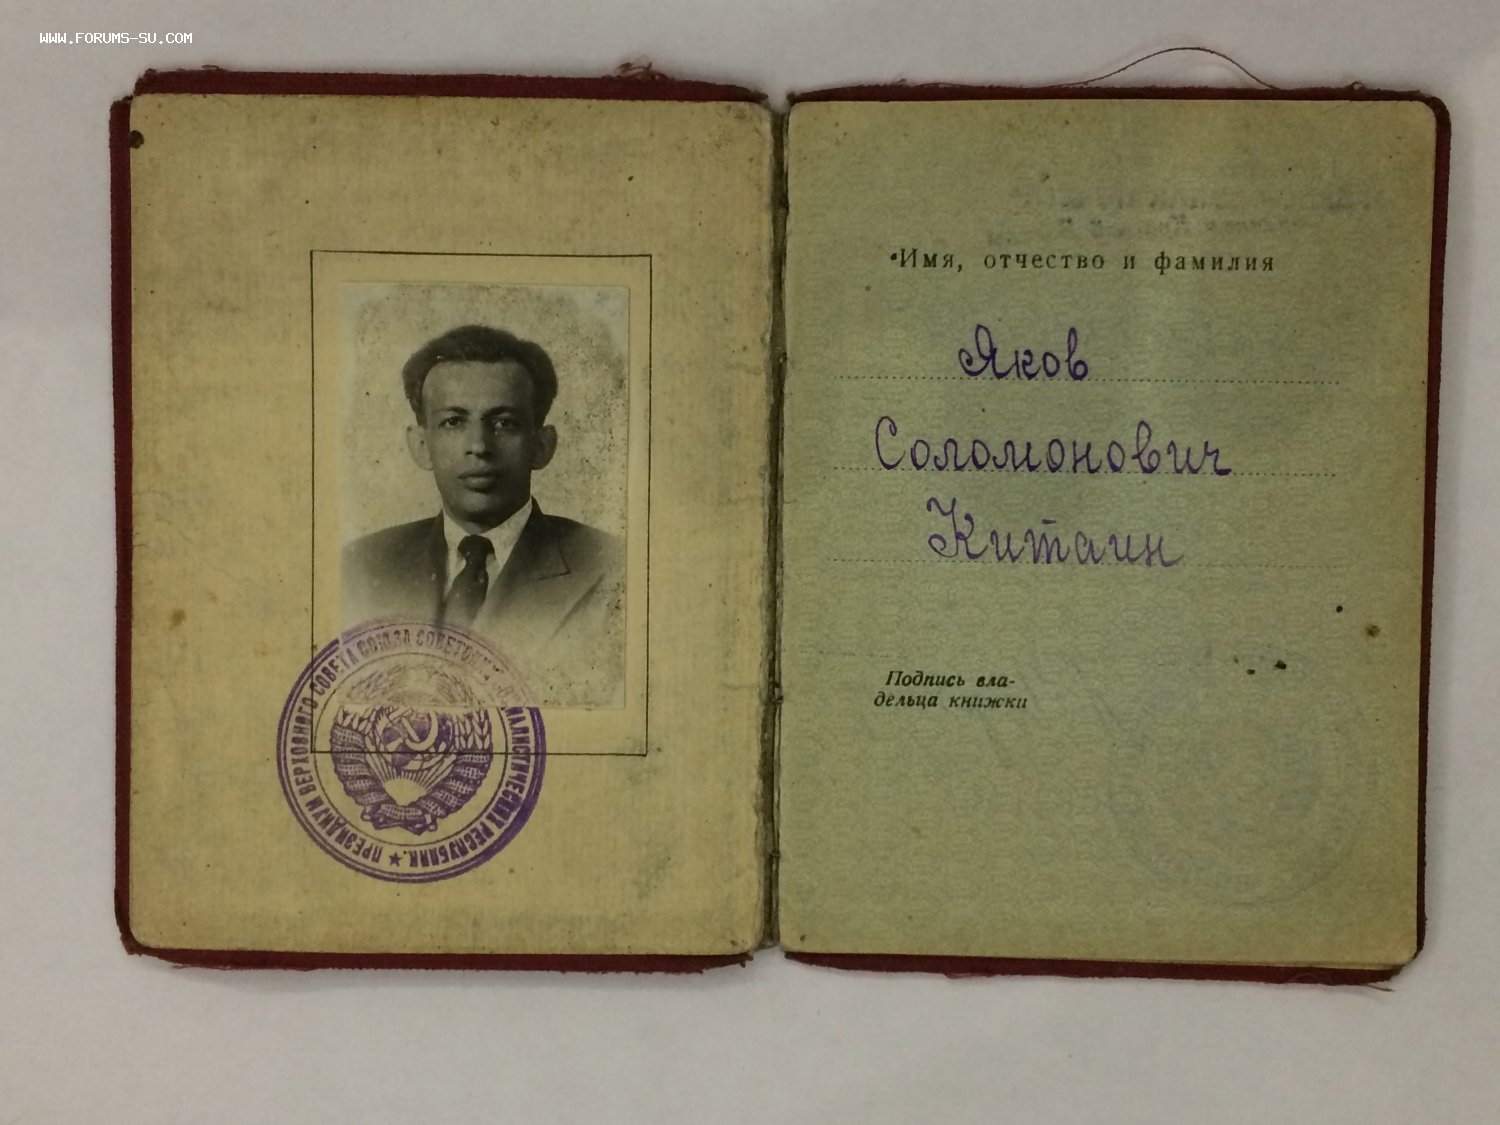 WWW.FORUMS-SU.COM
Имя, отчество и фамилия
Яков
Соломонович
Китаин
Подпись вла-
дельца книжки
ПРЕЗИДИУМ ВЕРХОВНОГО СОВЕТА СОЮЗА СОВЕТСКИХ СОЦИАЛИСТИЧЕСКИХ РЕСПУБЛИК.